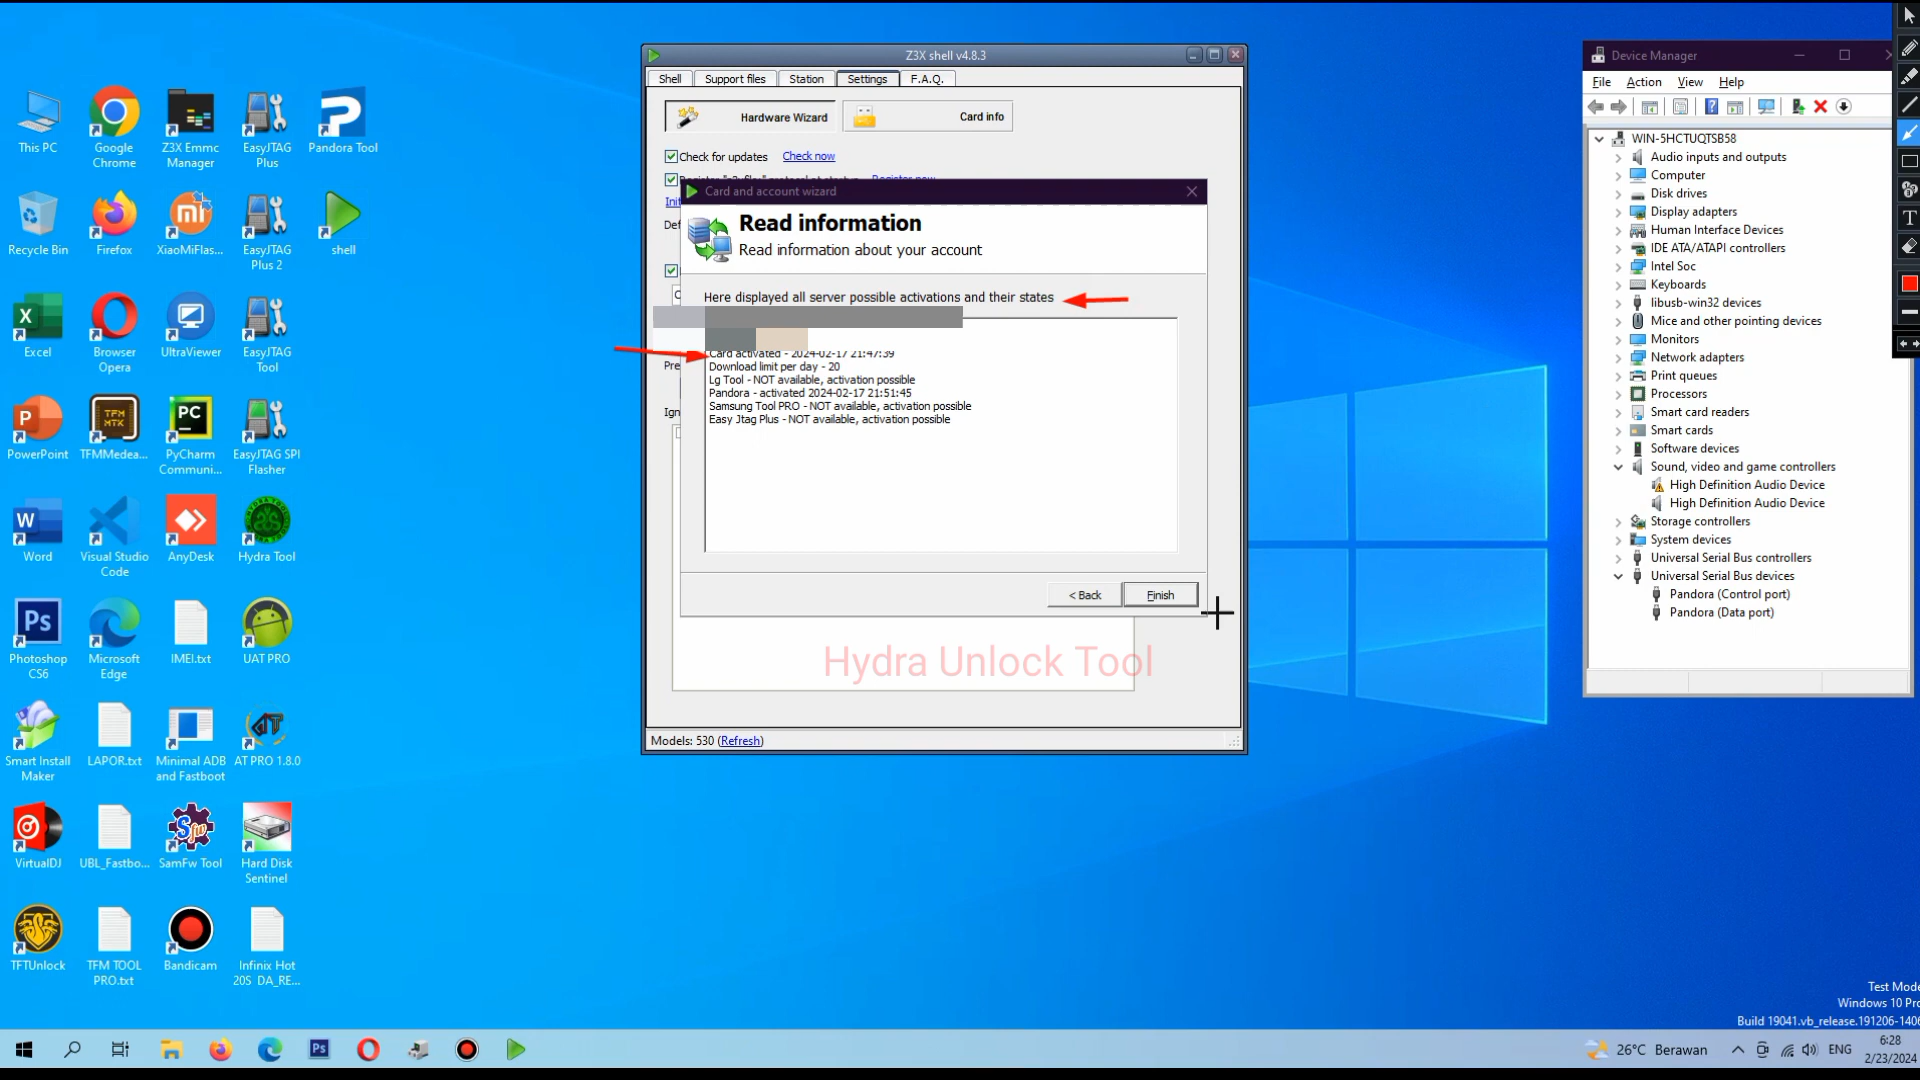 Z3X shell v4.8.3
Shell
Support files
Station
Settings
F.A.Q.
Hardware Wizard
Card info
Check for updates
Check now
Card and account wizard
Read information
Read information about your account
Here displayed all server possible activations and their states
Card activated - 2024-02-17 21:47:39
Download limit per day - 20
Lg Tool - NOT available, activation possible
Pandora - activated 2024-02-17 21:51:45
Samsung Tool PRO - NOT available, activation possible
Easy Jtag Plus - NOT available, activation possible
< Back
Finish
Hydra Unlock Tool
Models: 530 (Refresh)
Device Manager
File
Action
View
Help
WIN-5HCTUQTSB58
Audio inputs and outputs
Computer
Disk drives
Display adapters
Human Interface Devices
IDE ATA/ATAPI controllers
Intel Soc
Keyboards
libusb-win32 devices
Mice and other pointing devices
Monitors
Network adapters
Print queues
Processors
Smart card readers
Smart cards
Software devices
Sound, video and game controllers
High Definition Audio Device
High Definition Audio Device
Storage controllers
System devices
Universal Serial Bus controllers
Universal Serial Bus devices
Pandora (Control port)
Pandora (Data port)
This PC
Google
Chrome
Z3X Emmc
Manager
EasyJTAG
Plus
Pandora Tool
Recycle Bin
Firefox
XiaoMiFlas...
EasyJTAG
Plus 2
shell
Excel
Browser
Opera
UltraViewer
EasyJTAG
Tool
PowerPoint
TFMMedea...
PyCharm
Communi...
EasyJTAG SPI
Flasher
Word
Visual Studio
Code
AnyDesk
Hydra Tool
Photoshop
CS6
Microsoft
Edge
IMEI.txt
UAT PRO
Smart Install
Maker
LAPOR.txt
Minimal ADB
and Fastboot
AT PRO 1.8.0
VirtualDJ
UBL_Fastbo...
SamFw Tool
Hard Disk
Sentinel
TFTUnlock
TFM TOOL
PRO.txt
Bandicam
Infinix Hot
20S DA_RE...
Test Mode
Windows 10 Pro
Build 19041.vb_release.191206-1406
26°C Berawan
ENG
6:28
2/23/2024